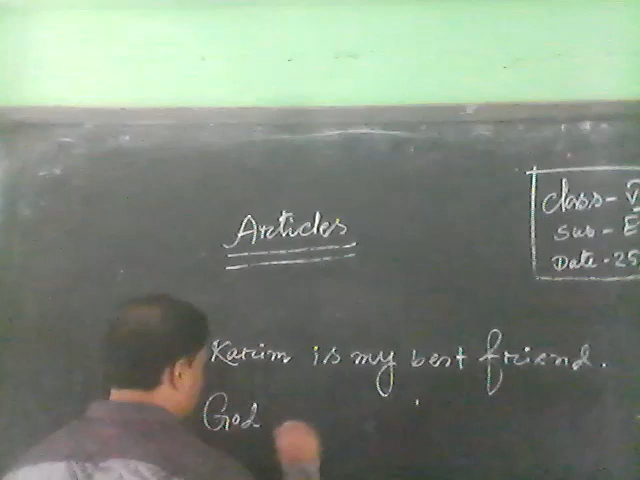 Articles
Class - V
Sub - E
Date - 25
Karim is my best friend.
God